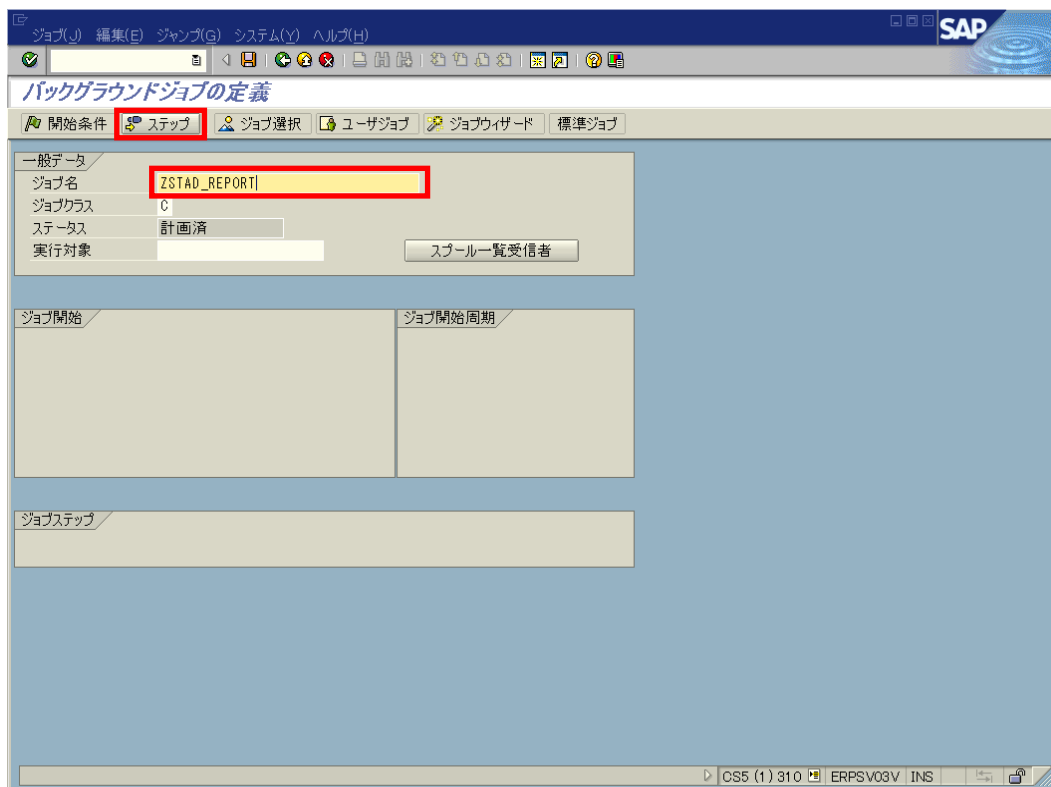 ジョブ(J) 編集(E) ジャンプ(G) システム(Y) ヘルプ(H)
SAP
バックグラウンドジョブの定義
開始条件 ステップ ジョブ選択 ユーザジョブ ジョブウィザード 標準ジョブ
一般データ
ジョブ名 ZSTAD_REPORT
ジョブクラス C
ステータス 計画済
実行対象 スプール一覧受信者
ジョブ開始 ジョブ開始周期
ジョブステップ
CS5 (1) 310 ERPSV03V INS